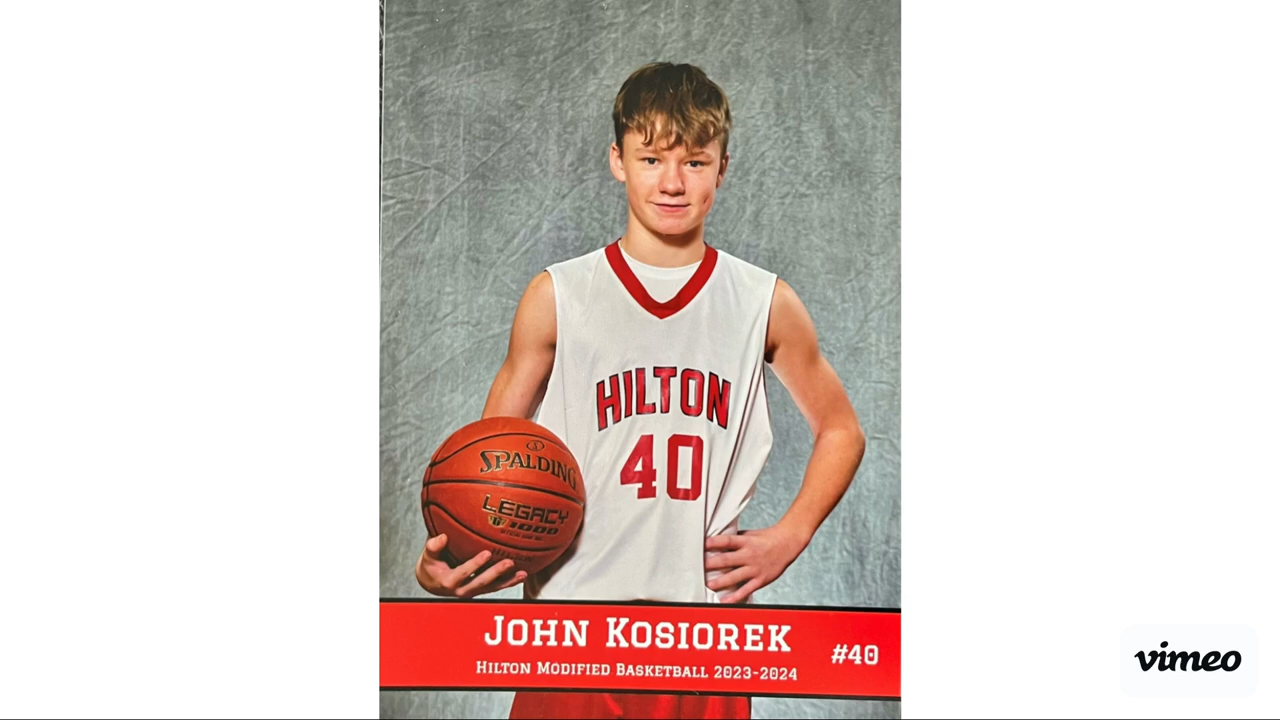 HILTON
40
SPALDING
LEGACY
1000
JOHN KOSIOREK
#40
HILTON MODIFIED BASKETBALL 2023-2024
vimeo